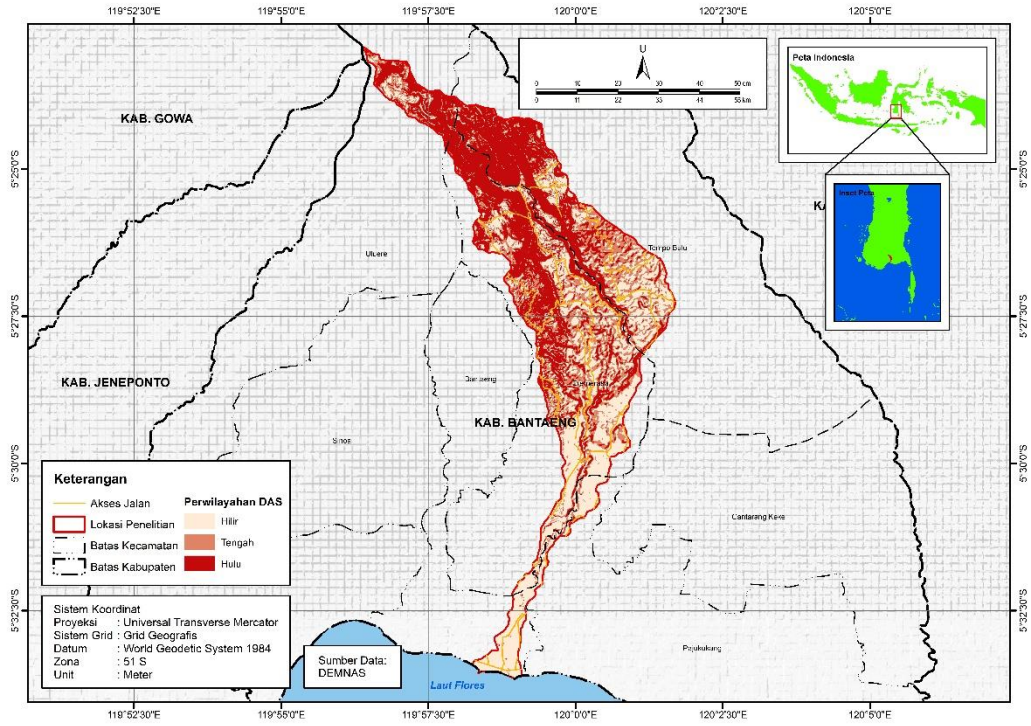 119°52'30"E 119°55'0"E 119°57'30"E 120°0'0"E 120°2'30"E 120°5'0"E
U
0 10 20 30 40 50 cm
0 11 22 33 44 55 km
Peta Indonesia
Inset Peta
KAB. GOWA
KAB. JENEPONTO
KAB. BANTAENG
Uluere
Tompo Bulu
Sinoa
Gantarang Keke
Pajukukang
Laut Flores
5°25'0"S
5°27'30"S
5°30'0"S
5°32'30"S
5°25'0"S
5°27'30"S
5°30'0"S
5°32'30"S
Keterangan
Akses Jalan
Lokasi Penelitian
Batas Kecamatan
Batas Kabupaten
Perwilayahan DAS
Hilir
Tengah
Hulu
Sistem Koordinat
Proyeksi : Universal Transverse Mercator
Sistem Grid : Grid Geografis
Datum : World Geodetic System 1984
Zona : 51 S
Unit : Meter
Sumber Data:
DEMNAS
119°52'30"E 119°55'0"E 119°57'30"E 120°0'0"E 120°2'30"E 120°5'0"E